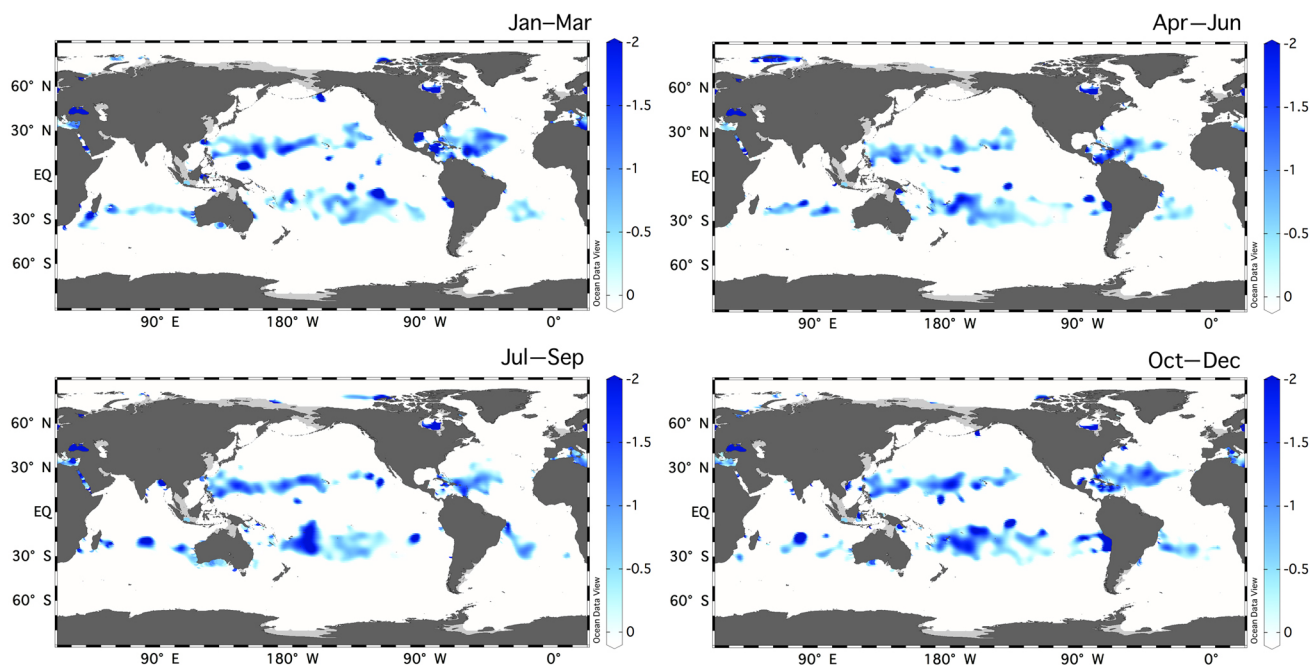 Jan–Mar
60° N
30° N
EQ
30° S
60° S
90° E
180° W
90° W
0°
-2
-1.5
-1
-0.5
0
Ocean Data View
Apr–Jun
60° N
30° N
EQ
30° S
60° S
90° E
180° W
90° W
0°
-2
-1.5
-1
-0.5
0
Ocean Data View
Jul–Sep
60° N
30° N
EQ
30° S
60° S
90° E
180° W
90° W
0°
-2
-1.5
-1
-0.5
0
Ocean Data View
Oct–Dec
60° N
30° N
EQ
30° S
60° S
90° E
180° W
90° W
0°
-2
-1.5
-1
-0.5
0
Ocean Data View